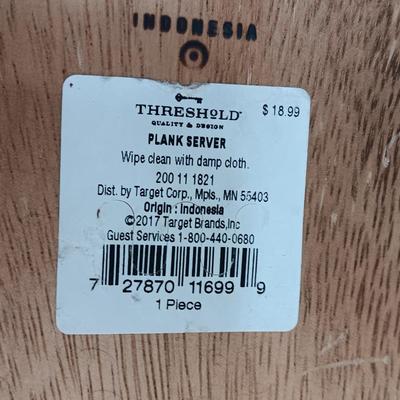 INDONESIA
THRESHOLD
$ 18.99
QUALITY & DESIGN
PLANK SERVER
Wipe clean with damp cloth.
200 11 1821
Dist. by Target Corp., Mpls., MN 55403
Origin : Indonesia
©2017 Target Brands,Inc
Guest Services 1-800-440-0680
7 27870 11699 9
1 Piece